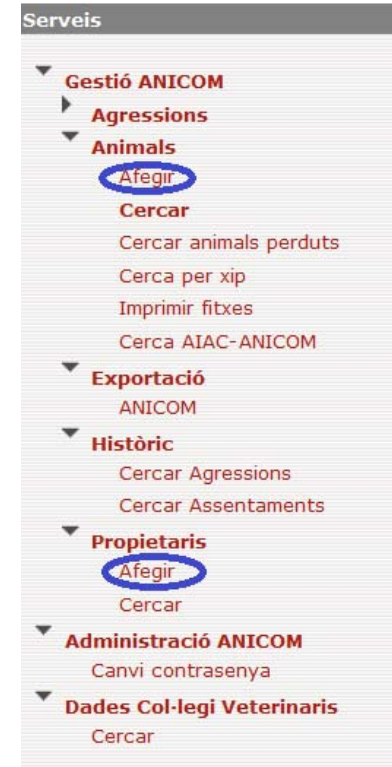 Serveis
Gestió ANICOM
Agressions
Animals
Afegir
Cercar
Cercar animals perduts
Cerca per xip
Imprimir fitxes
Cerca AIAC-ANICOM
Exportació
ANICOM
Històric
Cercar Agressions
Cercar Assentaments
Propietaris
Afegir
Cercar
Administració ANICOM
Canvi contrasenya
Dades Col·legi Veterinaris
Cercar